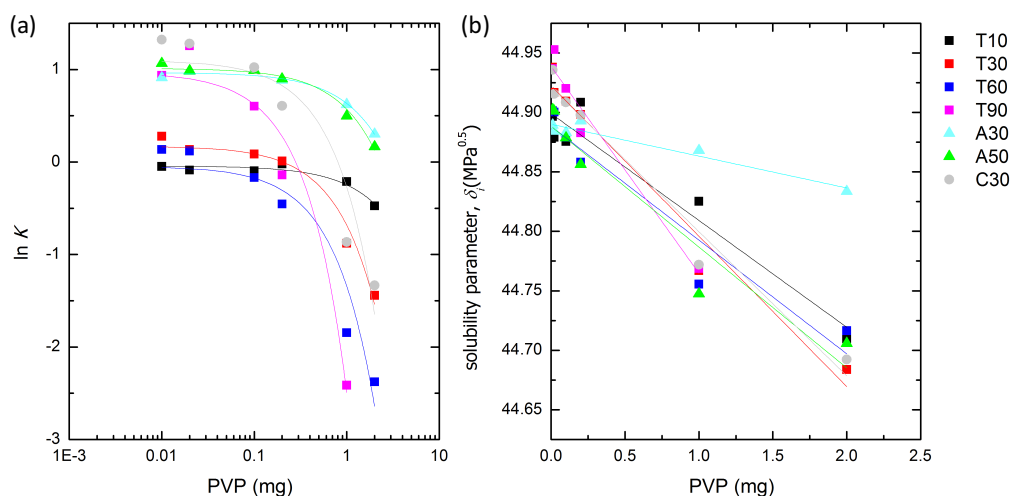 (a)
1
0
-1
-2
-3
ln K
1E-3
0.01
0.1
1
PVP (mg)
(b)
44.95
44.90
44.85
44.80
44.75
44.70
44.65
solubility parameter, δi(MPa0.5)
0.0
0.5
1.0
1.5
2.0
2.5
PVP (mg)
T10
T30
T60
T90
A30
A50
C30